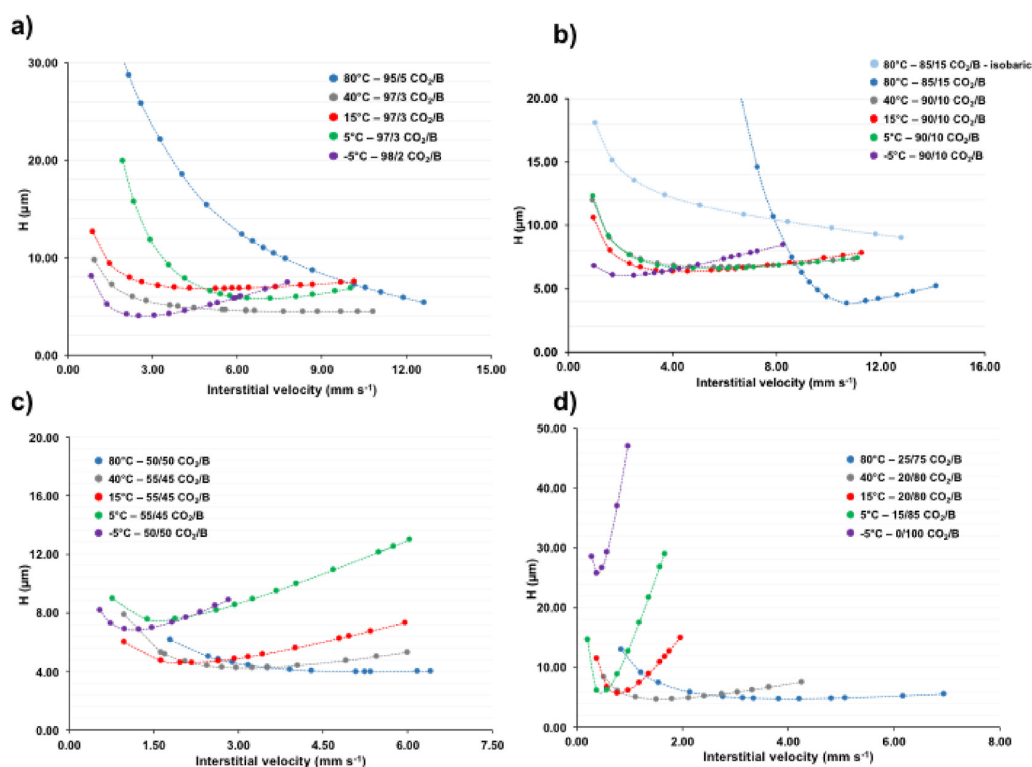 a)
30.00
20.00
10.00
0.00
H (µm)
0.00 3.00 6.00 9.00 12.00 15.00
Interstitial velocity (mm s⁻¹)
80°C – 95/5 CO₂/B
40°C – 97/3 CO₂/B
15°C – 97/3 CO₂/B
5°C – 97/3 CO₂/B
-5°C – 98/2 CO₂/B
b)
20.00
15.00
10.00
5.00
0.00
H (µm)
0.00 4.00 8.00 12.00 16.00
Interstitial velocity (mm s⁻¹)
80°C – 85/15 CO₂/B - isobaric
80°C – 85/15 CO₂/B
40°C – 90/10 CO₂/B
15°C – 90/10 CO₂/B
5°C – 90/10 CO₂/B
-5°C – 90/10 CO₂/B
c)
20.00
16.00
12.00
8.00
4.00
0.00
H (µm)
0.00 1.50 3.00 4.50 6.00 7.50
Interstitial velocity (mm s⁻¹)
80°C – 50/50 CO₂/B
40°C – 55/45 CO₂/B
15°C – 55/45 CO₂/B
5°C – 55/45 CO₂/B
-5°C – 50/50 CO₂/B
d)
50.00
40.00
30.00
20.00
10.00
0.00
H (µm)
0.00 2.00 4.00 6.00 8.00
Interstitial velocity (mm s⁻¹)
80°C – 25/75 CO₂/B
40°C – 20/80 CO₂/B
15°C – 20/80 CO₂/B
5°C – 15/85 CO₂/B
-5°C – 0/100 CO₂/B